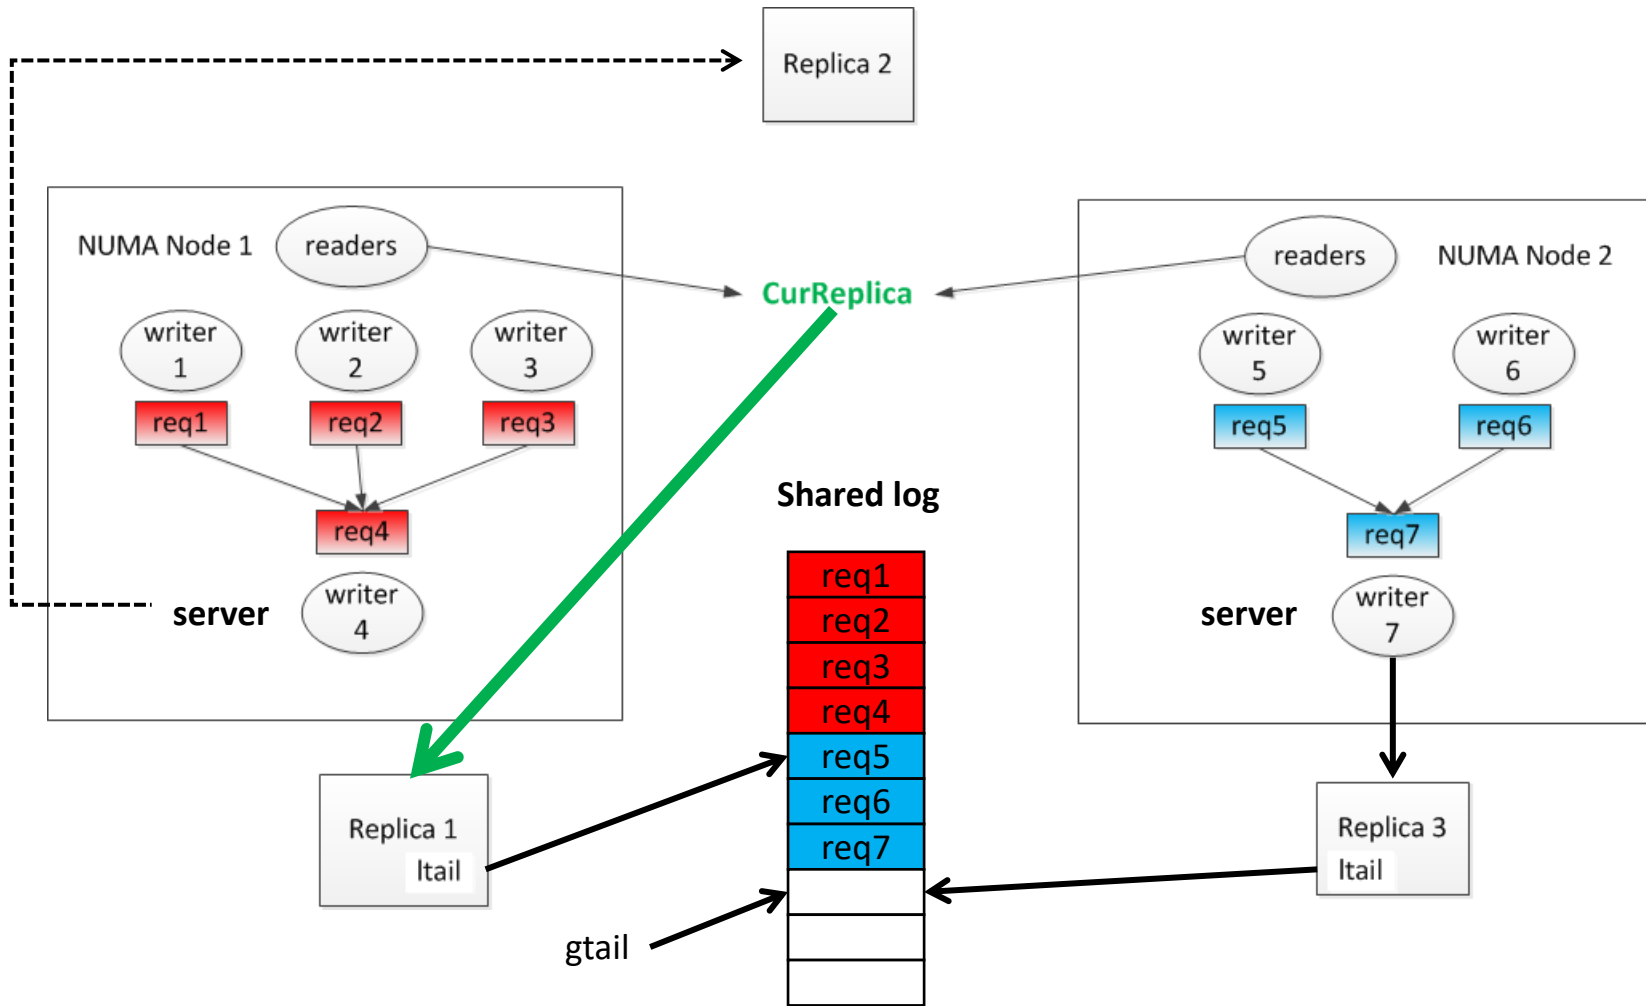 Replica 2
NUMA Node 1
readers
readers
NUMA Node 2
CurReplica
writer
1
writer
2
writer
3
writer
5
writer
6
req1
req2
req3
req5
req6
Shared log
req4
req7
server
writer
4
server
writer
7
req1
req2
req3
req4
req5
req6
req7
Replica 1
ltail
Replica 3
ltail
gtail